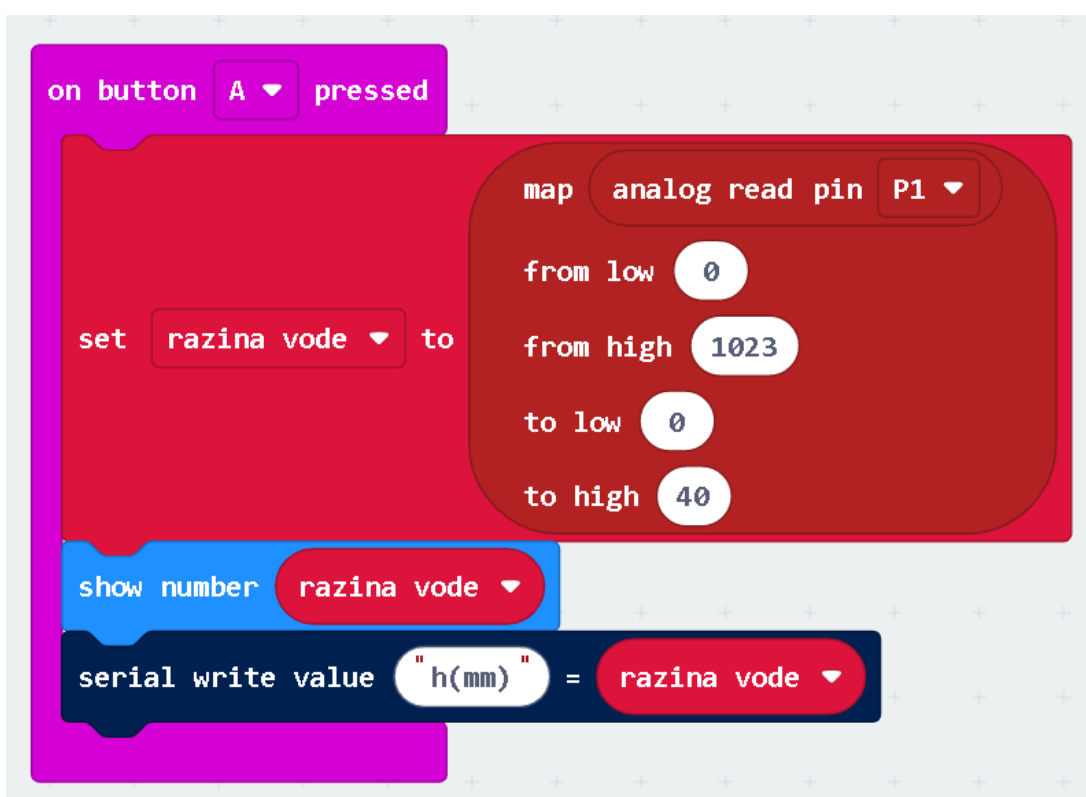 on button A pressed
map analog read pin P1
from low 0
set razina vode to
from high 1023
to low 0
to high 40
show number razina vode
serial write value "h(mm)" = razina vode